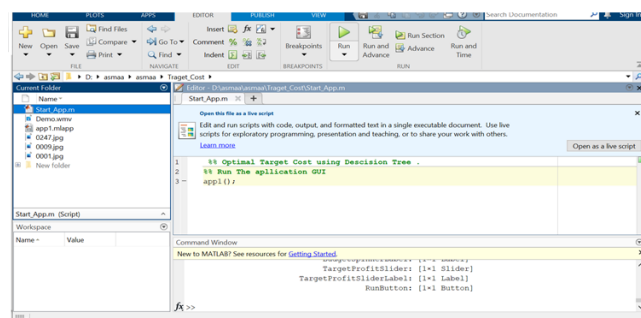 HOME PLOTS APPS EDITOR PUBLISH VIEW Search Documentation Sign In
New Open Save Find Files Compare Print
Go To Find
Insert fx Comment % Indent
Breakpoints Run Run and Advance Run Section Advance Run and Time
FILE NAVIGATE EDIT BREAKPOINTS RUN
D: asmaa asmaa Traget_Cost
Current Folder
Name
Start_App.m
Demo.wmv
app1.mlapp
0247.jpg
0009.jpg
0001.jpg
New folder
Start_App.m (Script)
Workspace
Name Value
Editor - D:\asmaa\asmaa\Traget_Cost\Start_App.m
Start_App.m
Open this file as a live script
Edit and run scripts with code, output, and formatted text in a single executable document. Use live
scripts for exploratory programming, presentation and teaching, or to share your work with others.
Learn more
Open as a live script
1 %% Optimal Target Cost using Descision Tree .
2 %% Run The apllication GUI
3 - app1();
Command Window
New to MATLAB? See resources for Getting Started.
TargetProfitSlider: [1×1 Slider]
TargetProfitSliderLabel: [1×1 Label]
RunButton: [1×1 Button]
fx >>